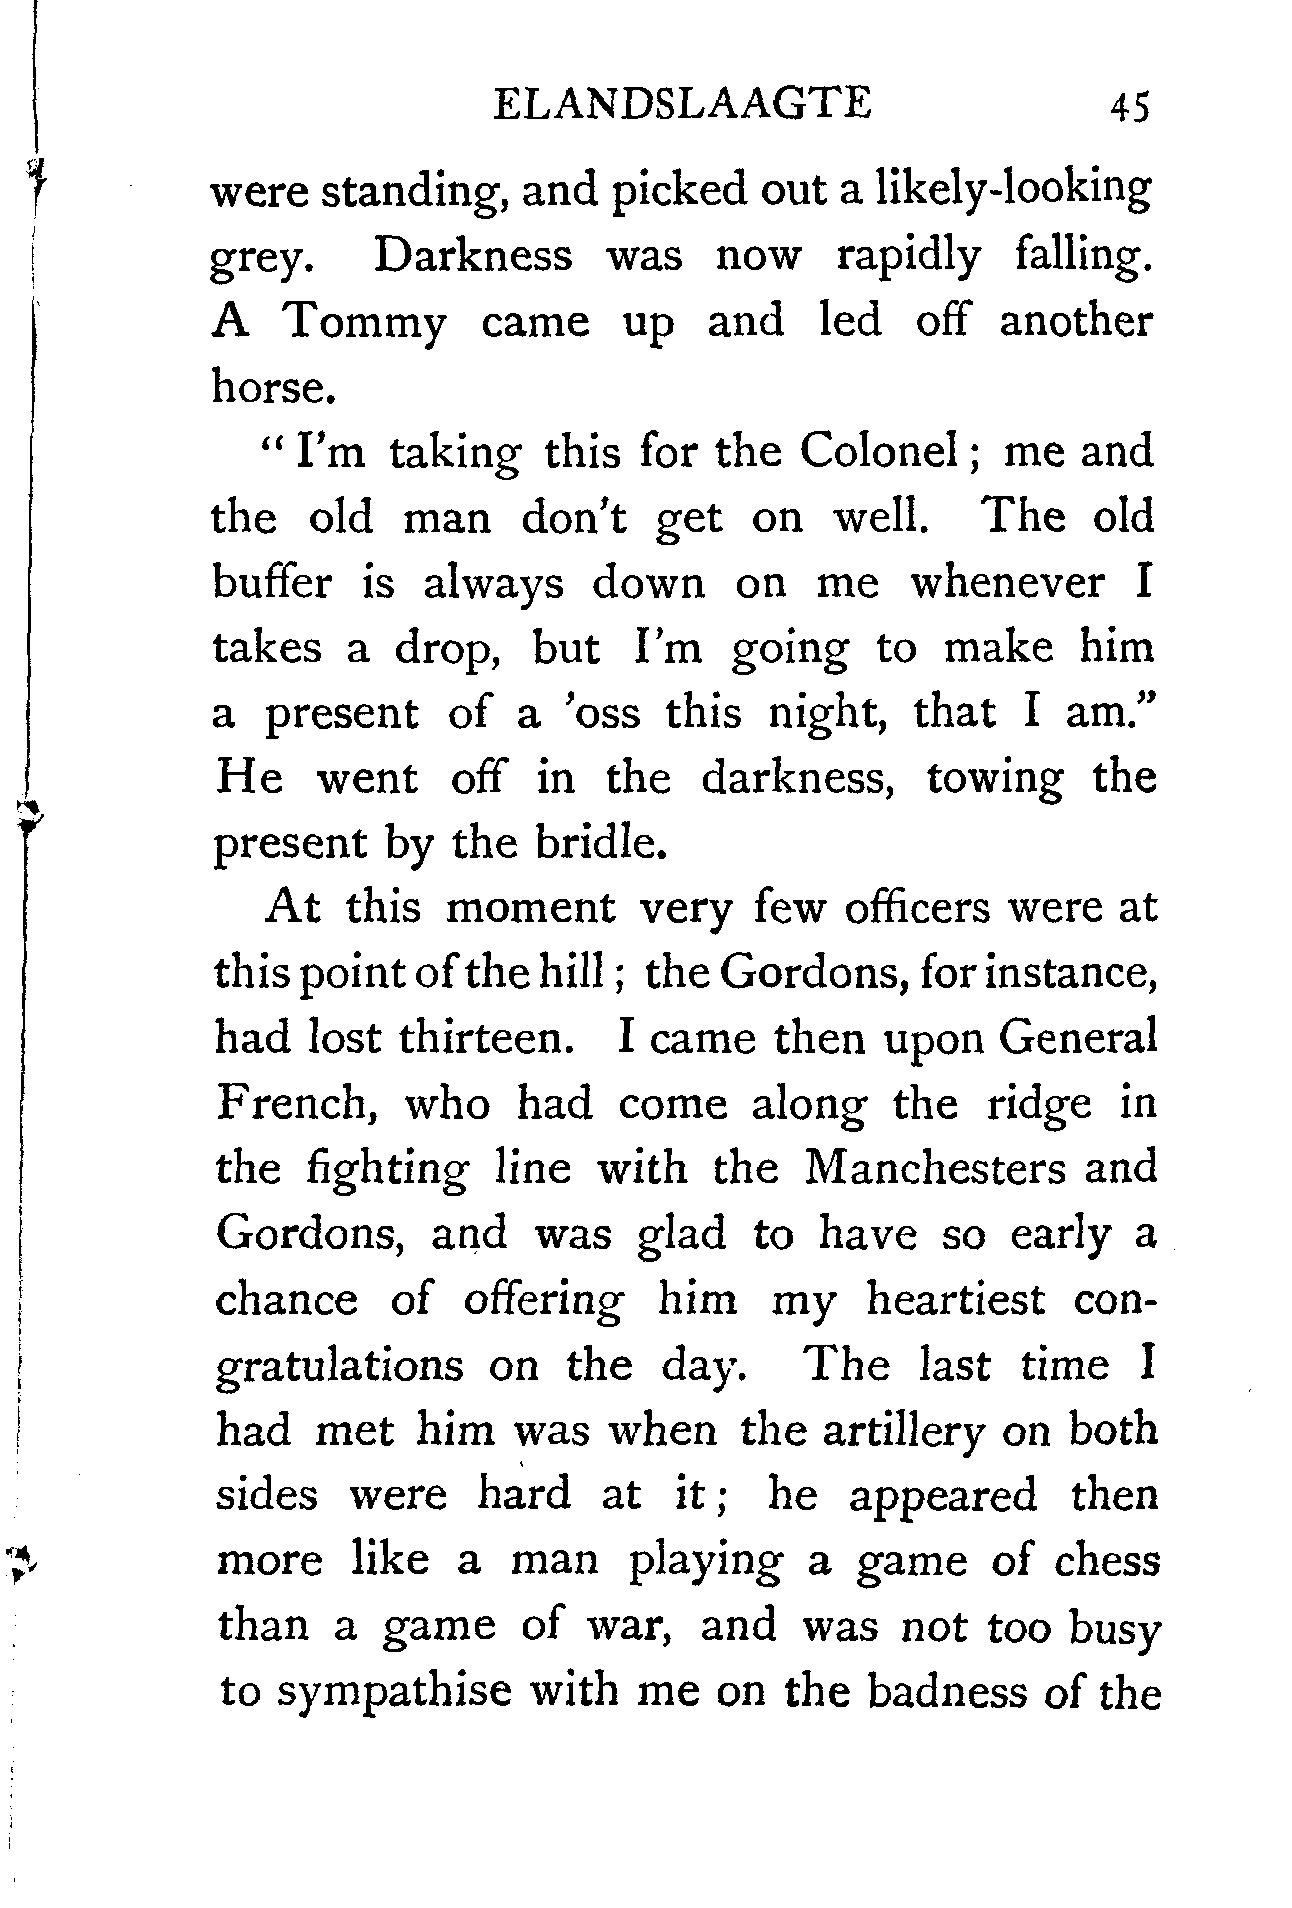 ELANDSLAAGTE 45
were standing, and picked out a likely-looking
grey. Darkness was now rapidly falling.
A Tommy came up and led off another
horse.
“ I’m taking this for the Colonel ; me and
the old man don’t get on well. The old
buffer is always down on me whenever I
takes a drop, but I’m going to make him
a present of a ’oss this night, that I am.”
He went off in the darkness, towing the
present by the bridle.
At this moment very few officers were at
this point of the hill ; the Gordons, for instance,
had lost thirteen. I came then upon General
French, who had come along the ridge in
the fighting line with the Manchesters and
Gordons, and was glad to have so early a
chance of offering him my heartiest con-
gratulations on the day. The last time I
had met him was when the artillery on both
sides were hard at it ; he appeared then
more like a man playing a game of chess
than a game of war, and was not too busy
to sympathise with me on the badness of the